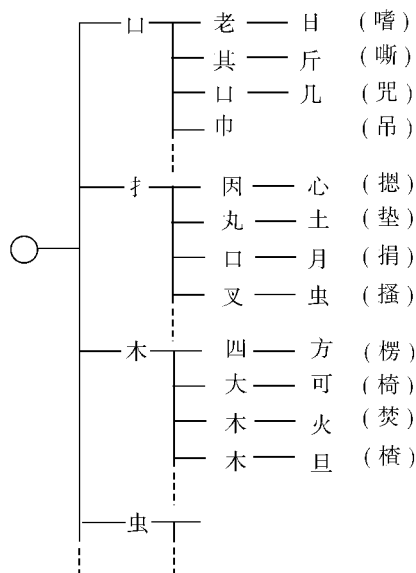 口 老 日 (嗜)
其 斤 (嘶)
口 几 (咒)
巾 (吊)
扌 因 心 (摁)
丸 土 (垫)
口 月 (捐)
叉 虫 (搔)
木 四 方 (楞)
大 可 (椅)
木 火 (焚)
木 旦 (楂)
虫